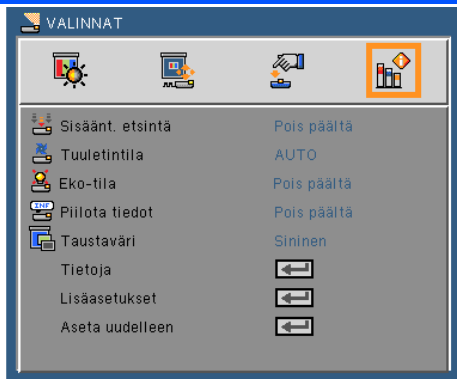 VALINNAT
Sisäänt. etsintä Pois päältä
Tuuletintila AUTO
Eko-tila Pois päältä
INF Piilota tiedot Pois päältä
Taustaväri Sininen
Tietoja
Lisäasetukset
Aseta uudelleen